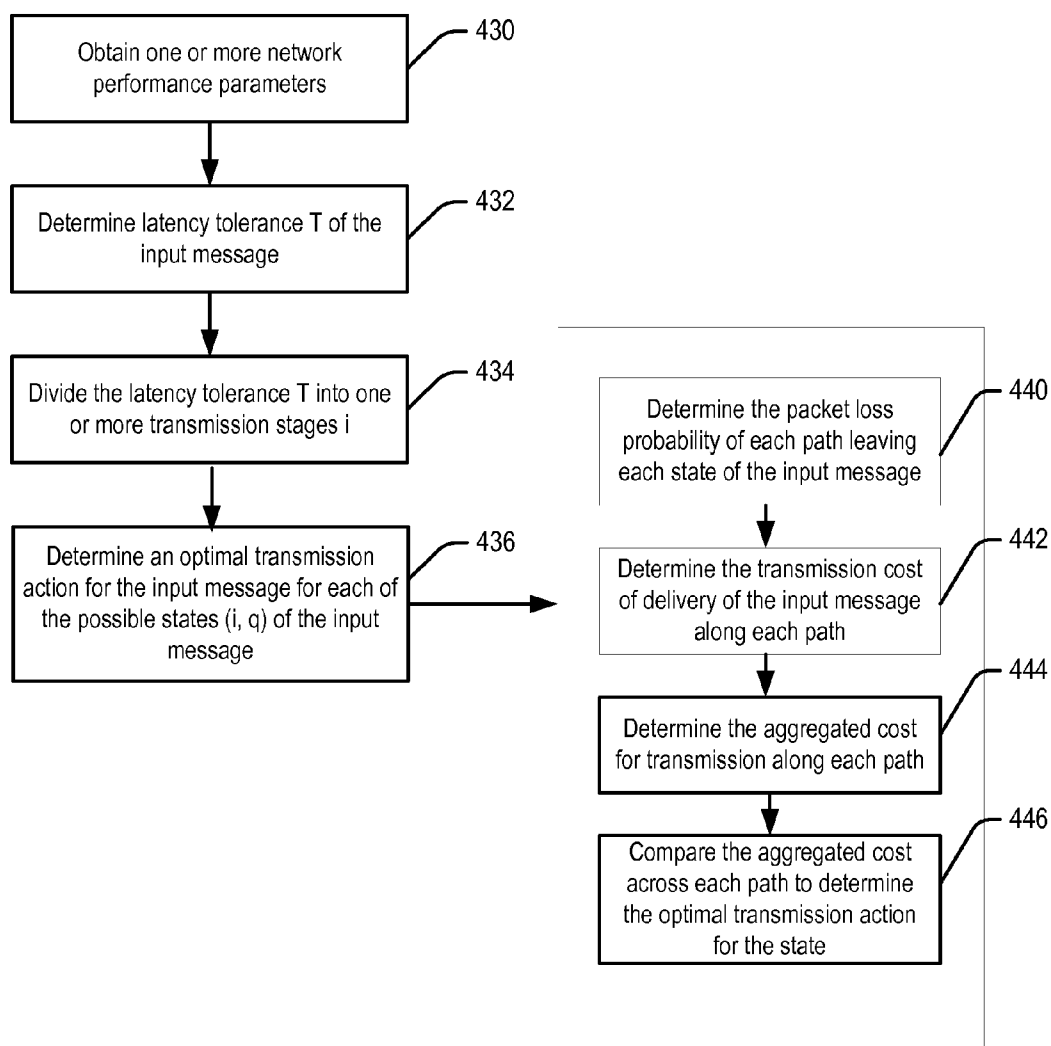 Obtain one or more network
performance parameters
430
Determine latency tolerance T of the
input message
432
Divide the latency tolerance T into one
or more transmission stages i
434
Determine an optimal transmission
action for the input message for each of
the possible states (i, q) of the input
message
436
Determine the packet loss
probability of each path leaving
each state of the input message
440
Determine the transmission cost
of delivery of the input message
along each path
442
Determine the aggregated cost
for transmission along each path
444
Compare the aggregated cost
across each path to determine
the optimal transmission action
for the state
446